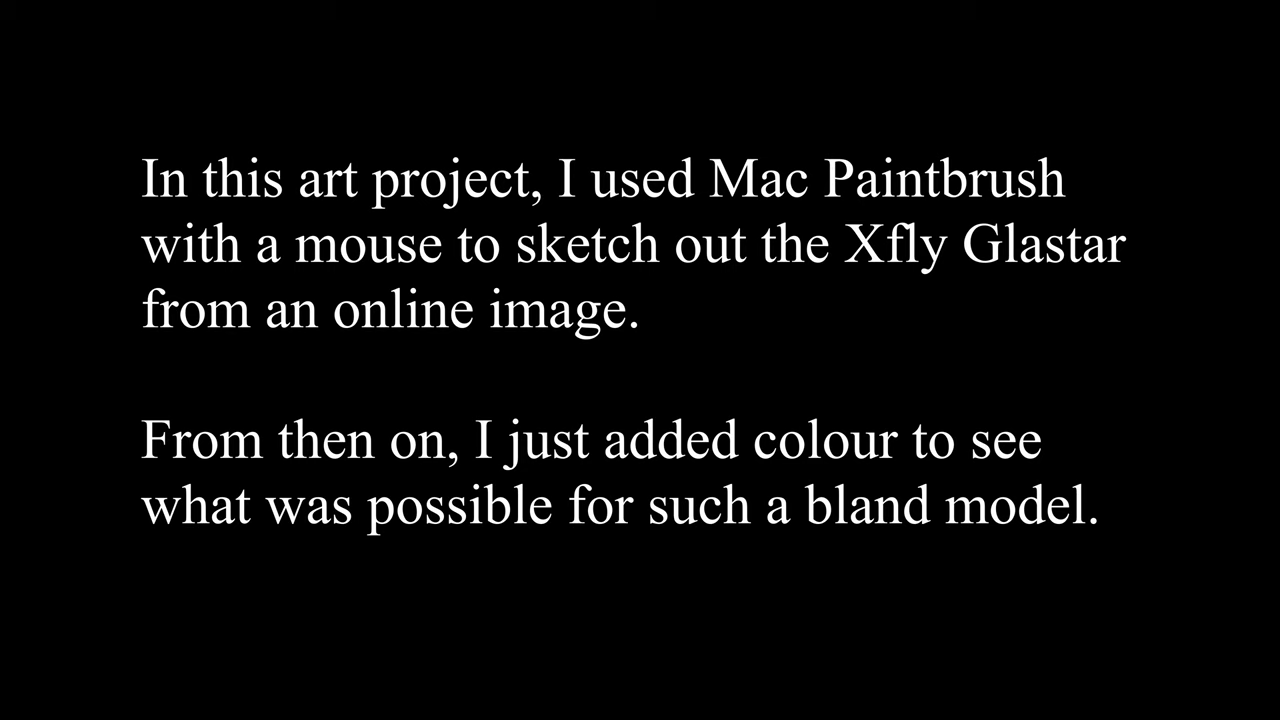 In this art project, I used Mac Paintbrush
with a mouse to sketch out the Xfly Glastar
from an online image.
From then on, I just added colour to see
what was possible for such a bland model.